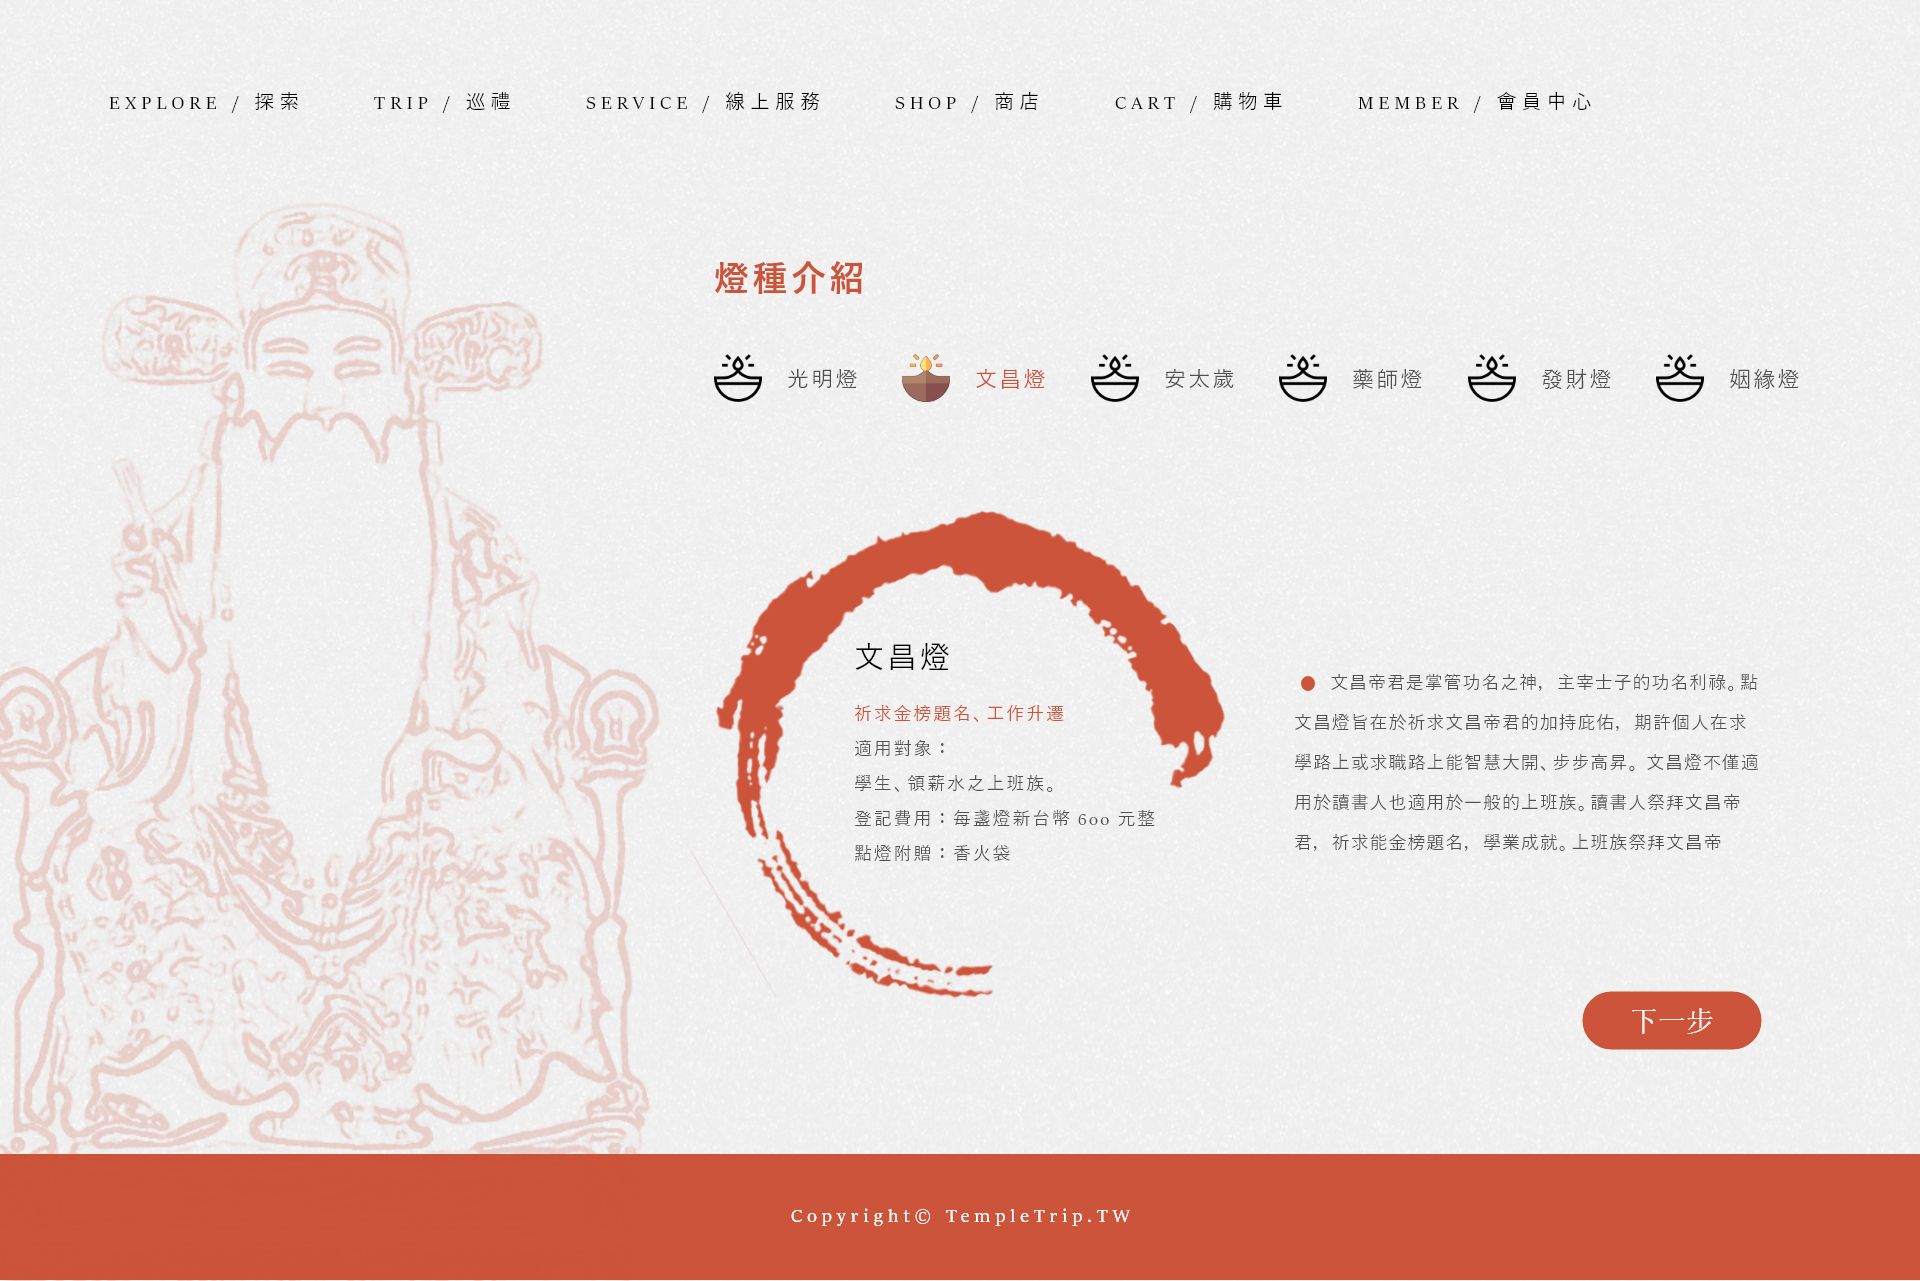 EXPLORE / 探索 TRIP / 巡禮 SERVICE / 線上服務 SHOP / 商店 CART / 購物車 MEMBER / 會員中心
燈種介紹
光明燈 文昌燈 安太歲 藥師燈 發財燈 姻緣燈
文昌燈
祈求金榜題名、工作升遷
適用對象：
學生、領薪水之上班族。
登記費用：每盞燈新台幣 600 元整
點燈附贈：香火袋
文昌帝君是掌管功名之神，主宰士子的功名利祿。點
文昌燈旨在於祈求文昌帝君的加持庇佑，期許個人在求
學路上或求職路上能智慧大開、步步高昇。文昌燈不僅適
用於讀書人也適用於一般的上班族。讀書人祭拜文昌帝
君，祈求能金榜題名，學業成就。上班族祭拜文昌帝
下一步
Copyright© TempleTrip.TW